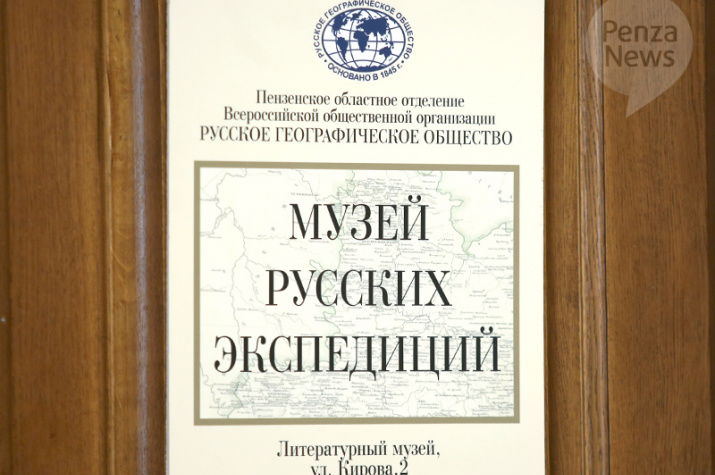 РУССКОЕ ГЕОГРАФИЧЕСКОЕ ОБЩЕСТВО
• ОСНОВАНО В 1845 г. •
Penza
News
Пензенское областное отделение
Всероссийской общественной организации
РУССКОЕ ГЕОГРАФИЧЕСКОЕ ОБЩЕСТВО
МУЗЕЙ
РУССКИХ
ЭКСПЕДИЦИЙ
Литературный музей,
ул. Кирова,2